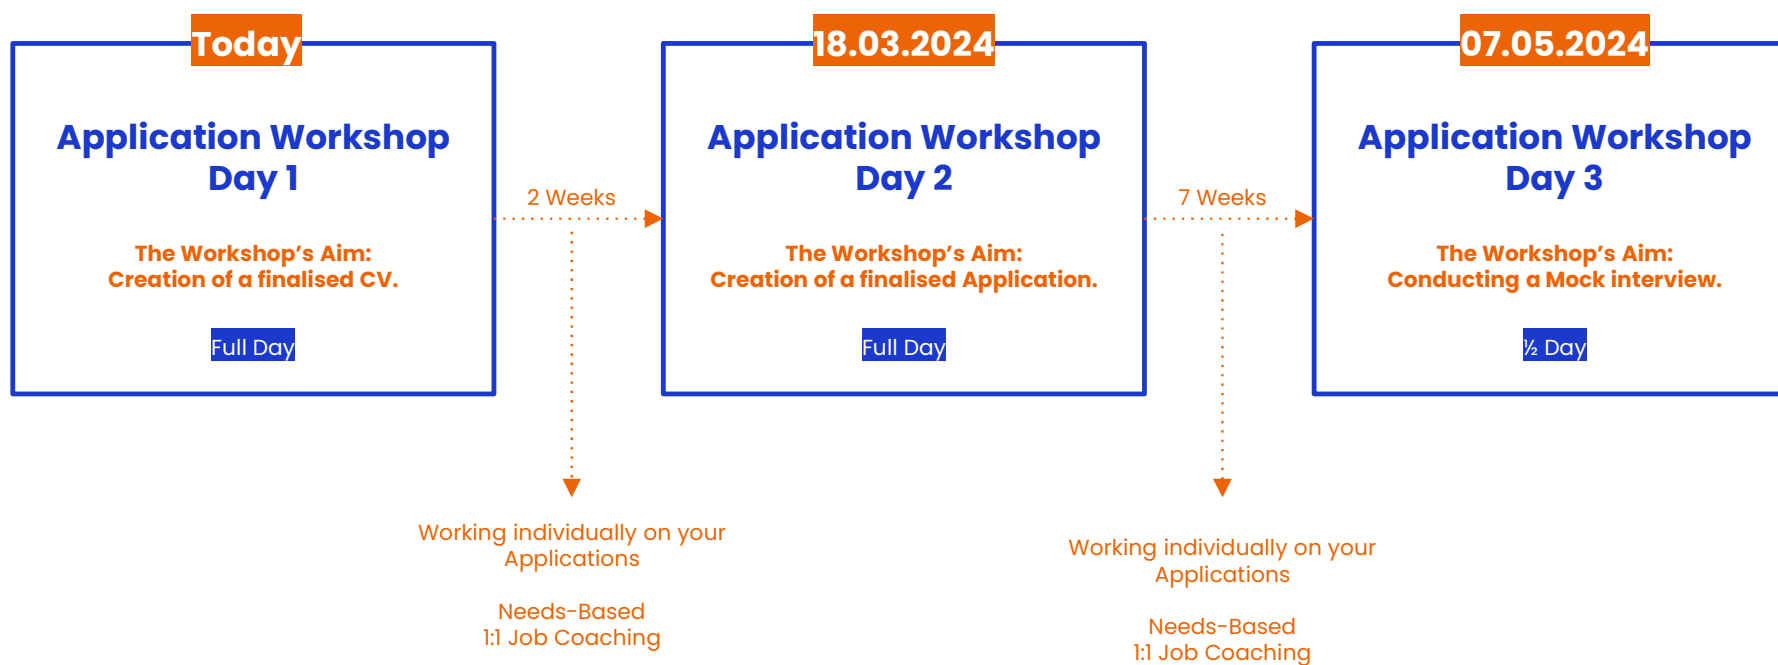 Today
Application Workshop
Day 1
The Workshop’s Aim:
Creation of a finalised CV.
Full Day
2 Weeks
Working individually on your
Applications
Needs-Based
1:1 Job Coaching
18.03.2024
Application Workshop
Day 2
The Workshop’s Aim:
Creation of a finalised Application.
Full Day
7 Weeks
Working individually on your
Applications
Needs-Based
1:1 Job Coaching
07.05.2024
Application Workshop
Day 3
The Workshop’s Aim:
Conducting a Mock interview.
½ Day